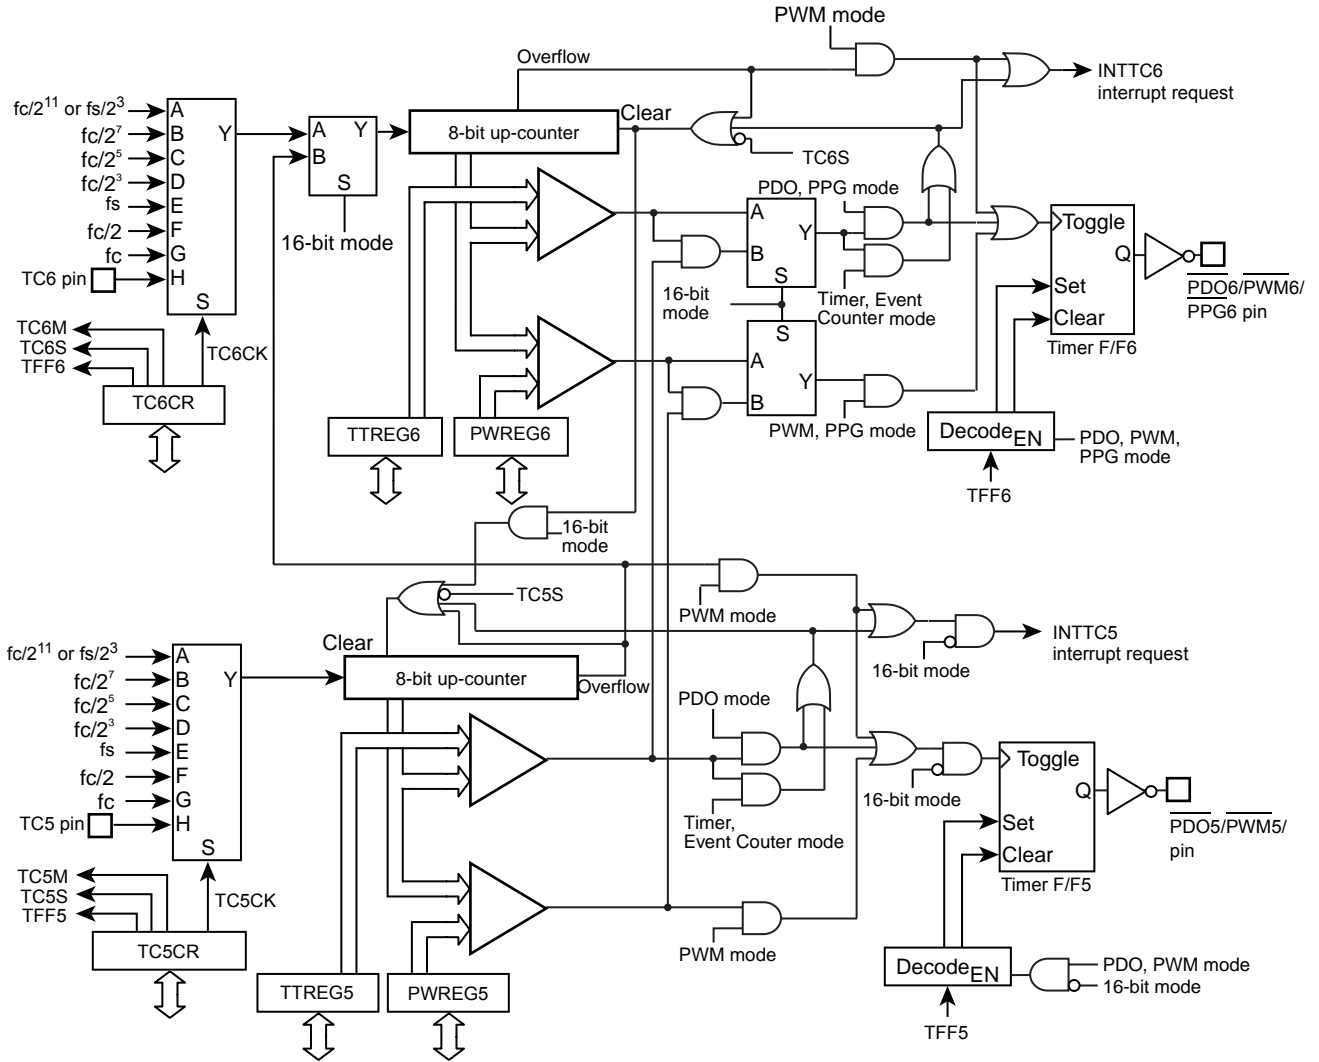 PWM mode
Overflow
INTTC6
interrupt request
fc/2¹¹ or fs/2³
fc/2⁷
fc/2⁵
fc/2³
fs
fc/2
fc
TC6 pin
A
B
C
D
E
F
G
H
Y
S
A
B
Y
S
16-bit mode
8-bit up-counter
Clear
TC6S
PDO, PPG mode
A
B
Y
S
16-bit
mode
Timer, Event
Counter mode
S
A
B
Y
PWM, PPG mode
Toggle
Q
Set
Clear
Timer F/F6
PDO6/PWM6/
PPG6 pin
TC6M
TC6S
TFF6
TC6CK
TC6CR
TTREG6
PWREG6
Decode EN
PDO, PWM,
PPG mode
TFF6
16-bit
mode
TC5S
PWM mode
INTTC5
interrupt request
16-bit mode
Clear
8-bit up-counter
Overflow
fc/2¹¹ or fs/2³
fc/2⁷
fc/2⁵
fc/2³
fs
fc/2
fc
TC5 pin
A
B
C
D
E
F
G
H
Y
S
PDO mode
Timer,
Event Couter mode
16-bit mode
Toggle
Q
Set
Clear
Timer F/F5
PDO5/PWM5/
pin
TC5M
TC5S
TFF5
TC5CK
TC5CR
PWM mode
TTREG5
PWREG5
Decode EN
PDO, PWM mode
16-bit mode
TFF5